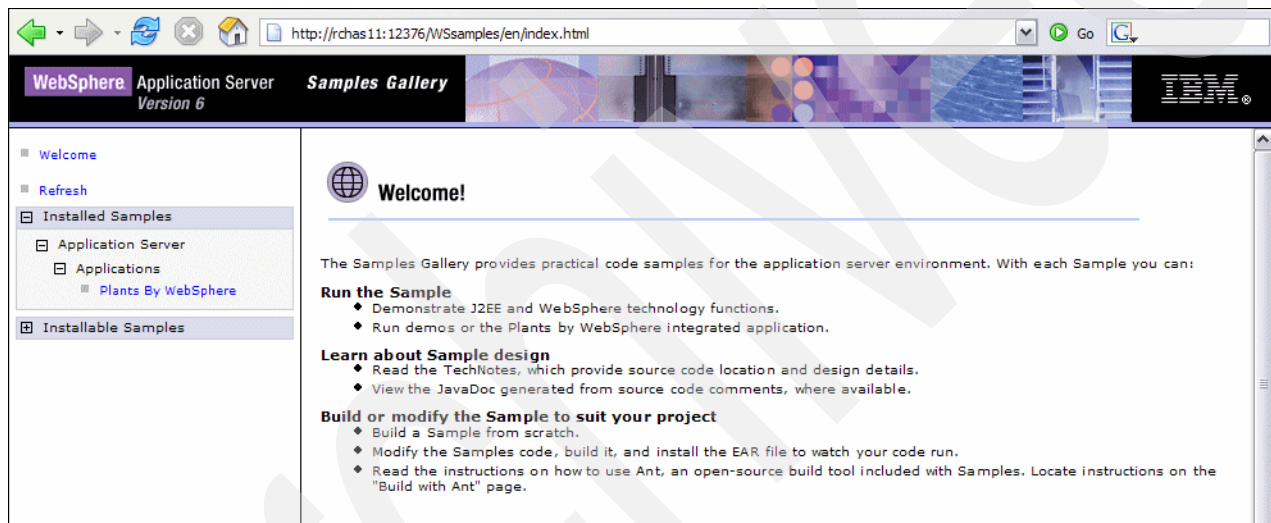 http://rchas11:12376/WSsamples/en/index.html
Go
G
WebSphere. Application Server
Version 6
Samples Gallery
IBM®
Welcome
Refresh
Installed Samples
Application Server
Applications
Plants By WebSphere
Installable Samples
Welcome!
The Samples Gallery provides practical code samples for the application server environment. With each Sample you can:
Run the Sample
Demonstrate J2EE and WebSphere technology functions.
Run demos or the Plants by WebSphere integrated application.
Learn about Sample design
Read the TechNotes, which provide source code location and design details.
View the JavaDoc generated from source code comments, where available.
Build or modify the Sample to suit your project
Build a Sample from scratch.
Modify the Samples code, build it, and install the EAR file to watch your code run.
Read the instructions on how to use Ant, an open-source build tool included with Samples. Locate instructions on the
"Build with Ant" page.